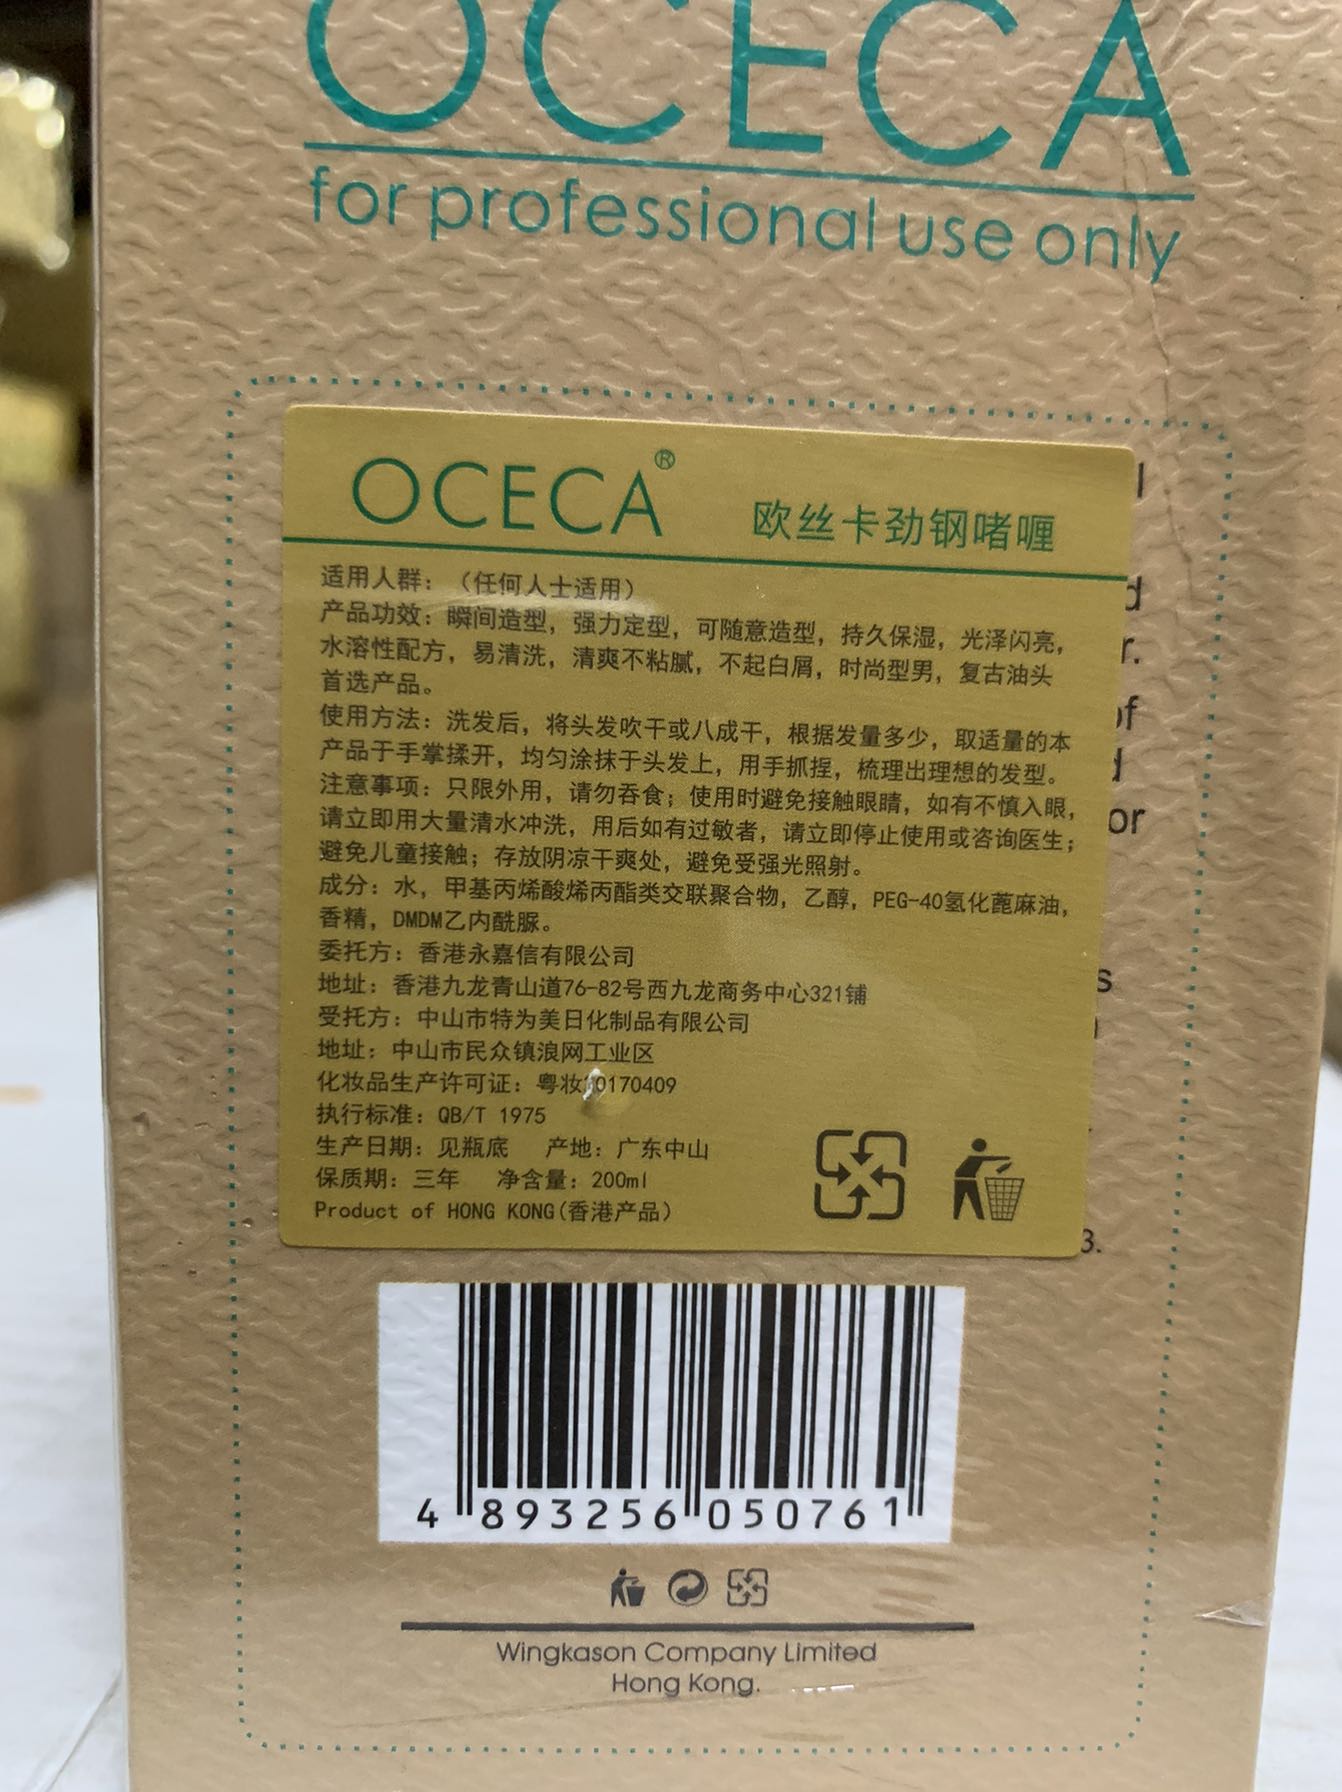 OCECA
for professional use only
OCECA®
欧丝卡劲钢啫喱
适用人群：（任何人士适用）
产品功效：瞬间造型，强力定型，可随意造型，持久保湿，光泽闪亮，
水溶性配方，易清洗，清爽不粘腻，不起白屑，时尚型男，复古油头
首选产品。
使用方法：洗发后，将头发吹干或八成干，根据发量多少，取适量的本
产品于手掌揉开，均匀涂抹于头发上，用手抓捏，梳理出理想的发型。
注意事项：只限外用，请勿吞食；使用时避免接触眼睛，如有不慎入眼，
请立即用大量清水冲洗，用后如有过敏者，请立即停止使用或咨询医生；
避免儿童接触；存放阴凉干爽处，避免受强光照射。
成分：水，甲基丙烯酸烯丙酯类交联聚合物，乙醇，PEG-40氢化蓖麻油，
香精，DMDM乙内酰脲。
委托方：香港永嘉信有限公司
地址：香港九龙青山道76-82号西九龙商务中心321铺
受托方：中山市特为美日化制品有限公司
地址：中山市民众镇浪网工业区
化妆品生产许可证：粤妆20170409
执行标准：QB/T 1975
生产日期：见瓶底 产地：广东中山
保质期：三年 净含量：200ml
Product of HONG KONG(香港产品)
4 893256 050761
Wingkason Company Limited
Hong Kong.